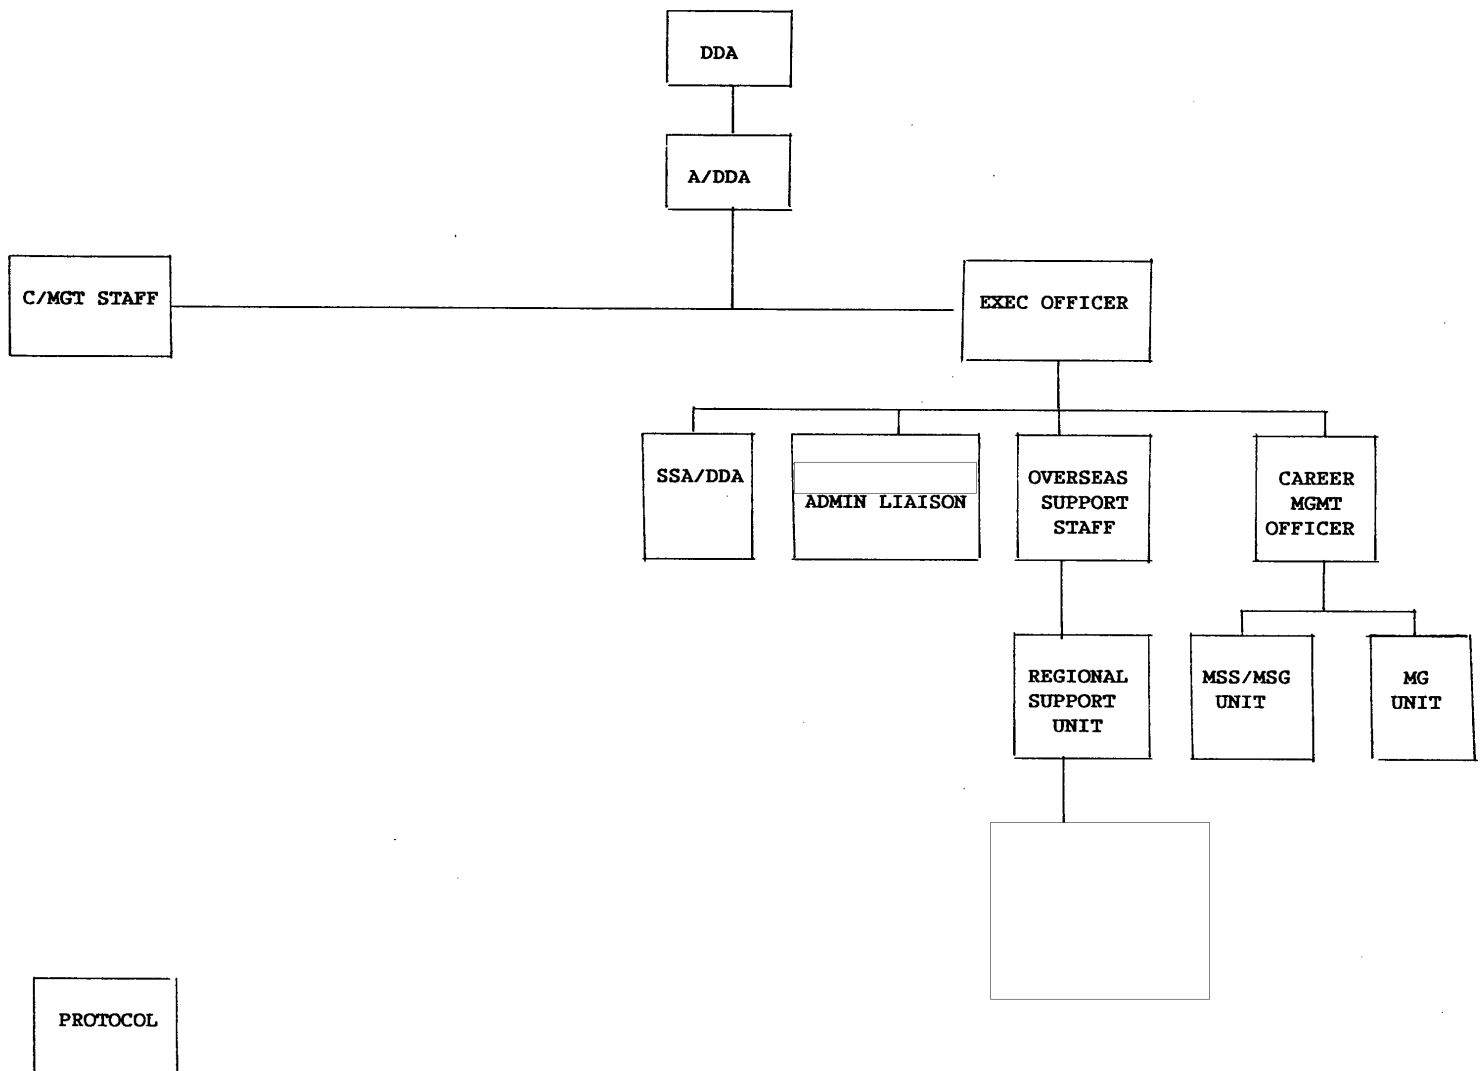 DDA
A/DDA
C/MGT STAFF
EXEC OFFICER
SSA/DDA
ADMIN LIAISON
OVERSEAS
SUPPORT
STAFF
CAREER
MGMT
OFFICER
REGIONAL
SUPPORT
UNIT
MSS/MSG
UNIT
MG
UNIT
PROTOCOL